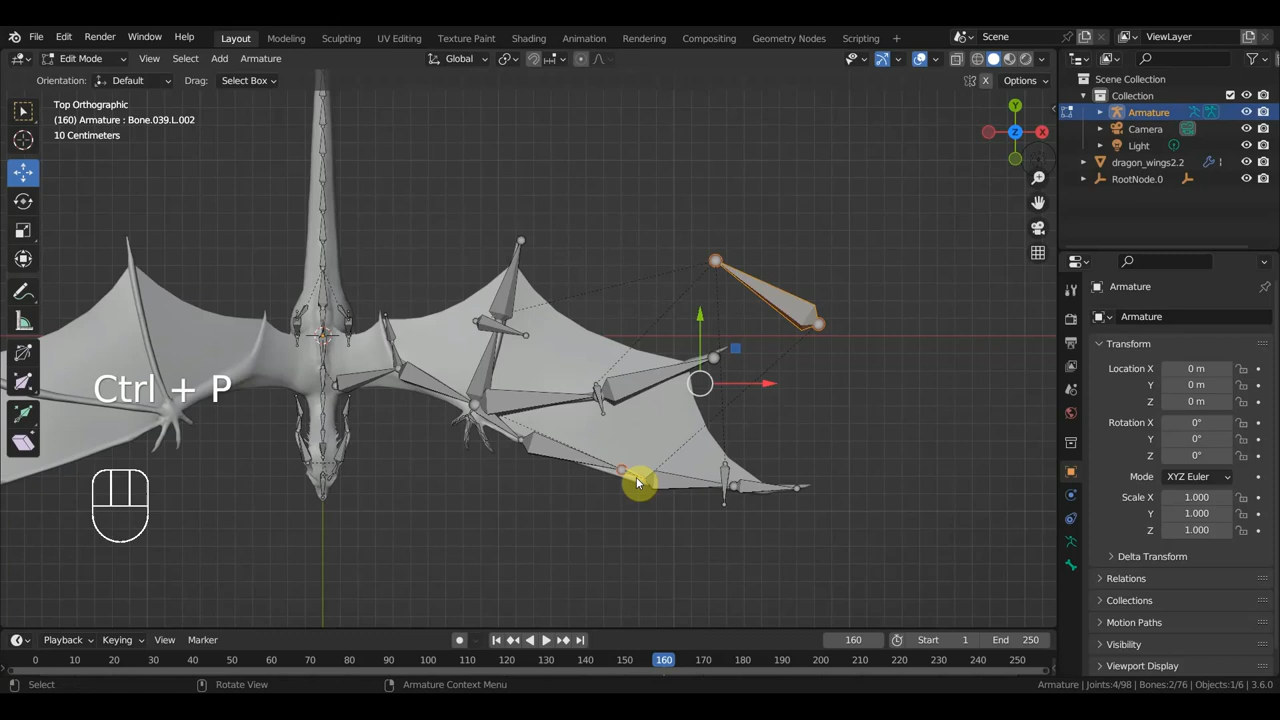 File Edit Render Window Help Layout Modeling Sculpting UV Editing Texture Paint Shading Animation Rendering Compositing Geometry Nodes Scripting + Scene ViewLayer
Edit Mode View Select Add Armature Global
Orientation: Default Drag: Select Box X Options
Top Orthographic
(160) Armature : Bone.039.L.002
10 Centimeters
Y
X
Z
Ctrl + P
Scene Collection
Collection
Armature
Camera
Light
dragon_wings2.2
RootNode.0
Armature
Armature
Transform
Location X 0 m
Y 0 m
Z 0 m
Rotation X 0°
Y 0°
Z 0°
Mode XYZ Euler
Scale X 1.000
Y 1.000
Z 1.000
Delta Transform
Relations
Collections
Motion Paths
Visibility
Viewport Display
Playback Keying View Marker 160 Start 1 End 250
0 10 20 30 40 50 60 70 80 90 100 110 120 130 140 150 160 170 180 190 200 210 220 230 240 250
Select Rotate View Armature Context Menu Armature | Joints:4/98 | Bones:2/76 | Objects:1/6 | 3.6.0